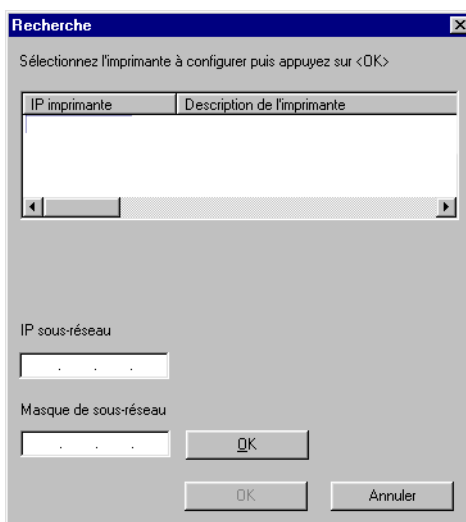 Recherche
Sélectionnez l'imprimante à configurer puis appuyez sur <OK>
IP imprimante Description de l'imprimante
IP sous-réseau
. . .
Masque de sous-réseau
. . . OK
OK Annuler